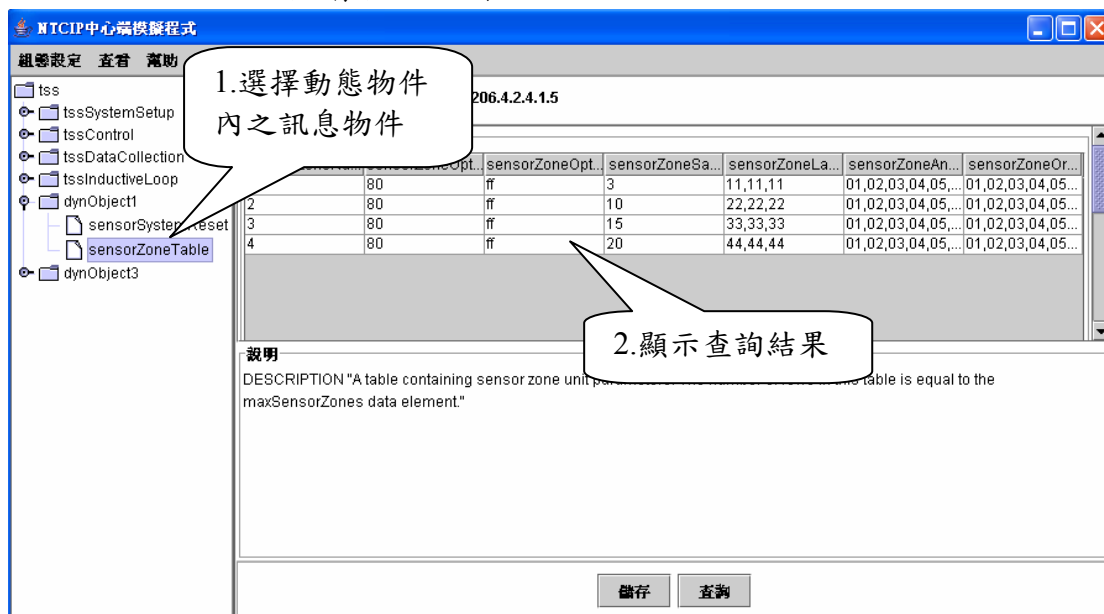 NTCIP中心端模擬程式
組態設定 查看 幫助
1.選擇動態物件
內之訊息物件
206.4.2.4.1.5
tss
tssSystemSetup
tssControl
tssDataCollection
tssInductiveLoop
dynObject1
sensorSystemReset
sensorZoneTable
dynObject3
sensorZoneOpt... sensorZoneSa... sensorZoneLa... sensorZoneAn... sensorZoneOr...
80 ff 3 11,11,11 01,02,03,04,05,... 01,02,03,04,05...
2 80 ff 10 22,22,22 01,02,03,04,05,... 01,02,03,04,05...
3 80 ff 15 33,33,33 01,02,03,04,05,... 01,02,03,04,05...
4 80 ff 20 44,44,44 01,02,03,04,05,... 01,02,03,04,05...
2.顯示查詢結果
說明
DESCRIPTION "A table containing sensor zone unit table is equal to the
maxSensorZones data element."
儲存 查詢